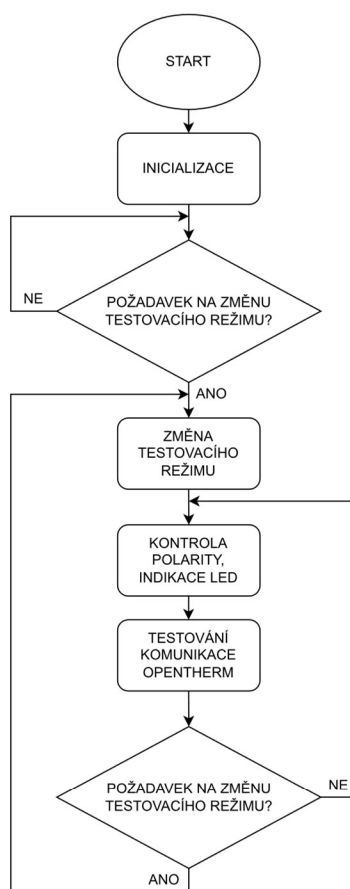 START
INICIALIZACE
NE
POŽADAVEK NA ZMĚNU
TESTOVACÍHO REŽIMU?
ANO
ZMĚNA
TESTOVACÍHO
REŽIMU
KONTROLA
POLARITY,
INDIKACE LED
TESTOVÁNÍ
KOMUNIKACE
OPENTHERM
POŽADAVEK NA ZMĚNU
TESTOVACÍHO REŽIMU?
NE
ANO